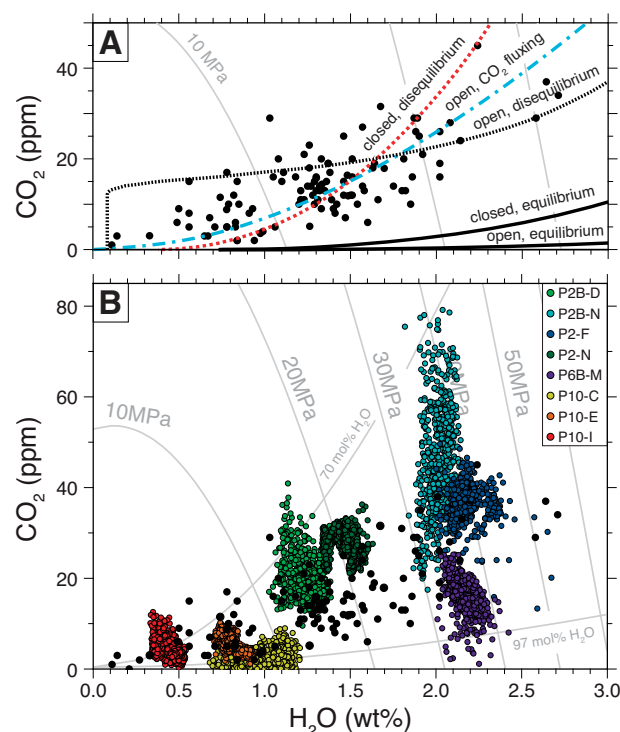 A
50
40
30
20
10
0
CO2 (ppm)
10 MPa
closed, disequilibrium
open, CO2 fluxing
open, disequilibrium
closed, equilibrium
open, equilibrium
B
80
60
40
20
0
CO2 (ppm)
10MPa
20MPa
30MPa
50MPa
70 mol% H2O
97 mol% H2O
P2B-D
P2B-N
P2-F
P2-N
P6B-M
P10-C
P10-E
P10-I
0.0 0.5 1.0 1.5 2.0 2.5 3.0
H2O (wt%)